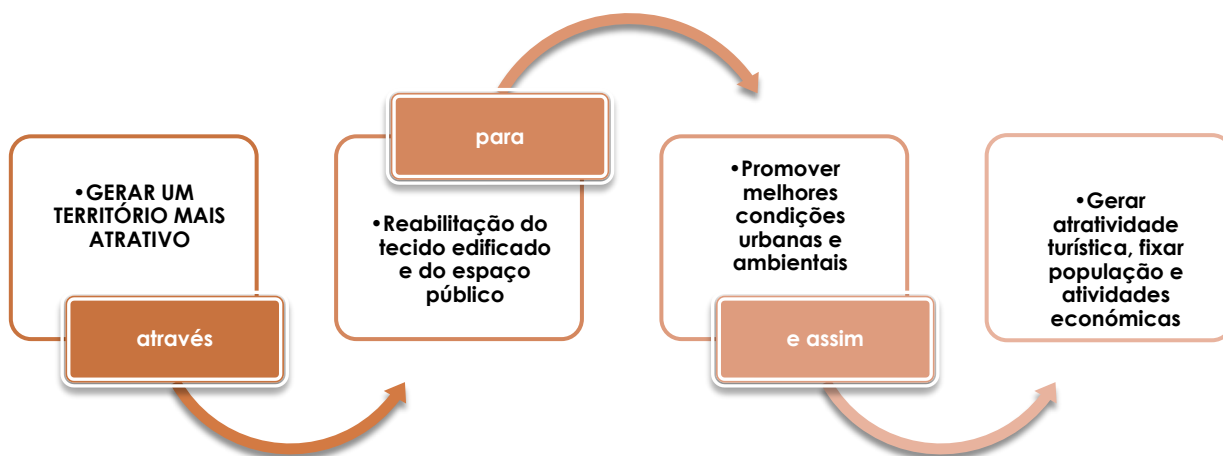 •GERAR UM
TERRITÓRIO MAIS
ATRATIVO
através
para
•Reabilitação do
tecido edificado
e do espaço
público
•Promover
melhores
condições
urbanas e
ambientais
e assim
•Gerar
atratividade
turística, fixar
população e
atividades
económicas